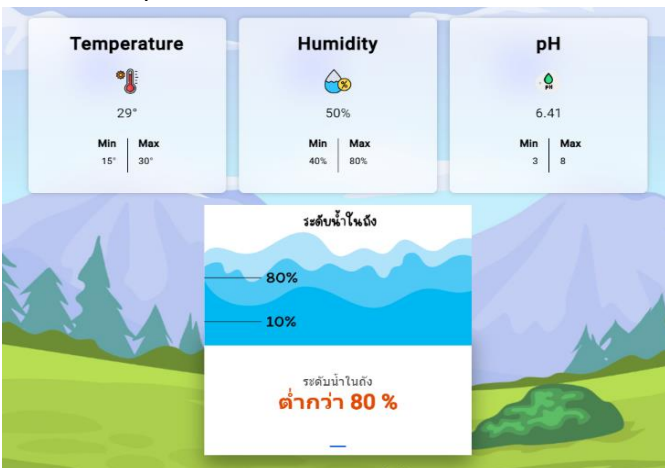 Temperature
29°
Min Max
15° 30°
Humidity
%
50%
Min Max
40% 80%
pH
PH
6.41
Min Max
3 8
ระดับน้ำในถัง
80%
10%
ระดับน้ำในถัง
ต่ำกว่า 80 %